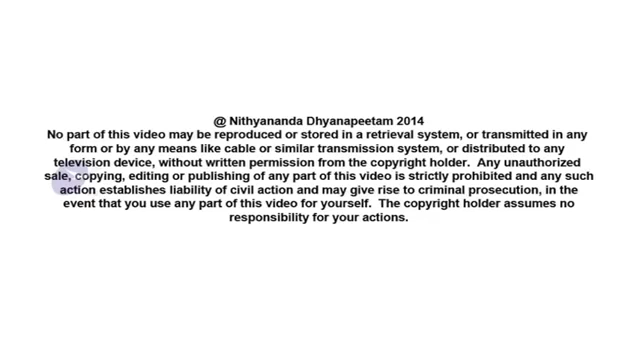 @ Nithyananda Dhyanapeetam 2014
No part of this video may be reproduced or stored in a retrieval system, or transmitted in any
form or by any means like cable or similar transmission system, or distributed to any
television device, without written permission from the copyright holder.  Any unauthorized
sale, copying, editing or publishing of any part of this video is strictly prohibited and any such
action establishes liability of civil action and may give rise to criminal prosecution, in the
event that you use any part of this video for yourself.  The copyright holder assumes no
responsibility for your actions.